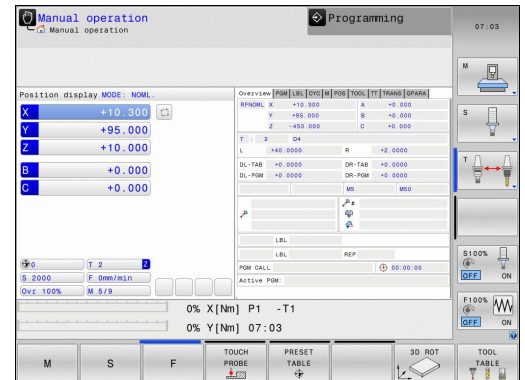 Manual operation
Programming
07:03
Manual operation
Position display MODE: NOML.
X +10.300
Y +95.000
Z +10.000
B +0.000
C +0.000
0 T 2 Z
S 2000 F 0mm/min
Ovr 100% M 5/9
Overview PGM LBL CYC M POS TOOL TT TRANS QPARA
RFNOML X +10.300 A +0.000
Y +95.000 B +0.000
Z -450.000 C +0.000
T : 2 D4
L +40.0000 R +2.0000
DL-TAB +0.0000 DR-TAB +0.0000
DL-PGM +0.0000 DR-PGM +0.0000
M5 M50
P#
P
LBL
LBL REP
PGM CALL 00:00:00
Active PGM:
0% X[Nm] P1 -T1
0% Y[Nm] 07:03
M
S
T
S100%
OFF ON
F100%
OFF ON
M
S
F
TOUCH PROBE
PRESET TABLE
3D ROT
TOOL TABLE